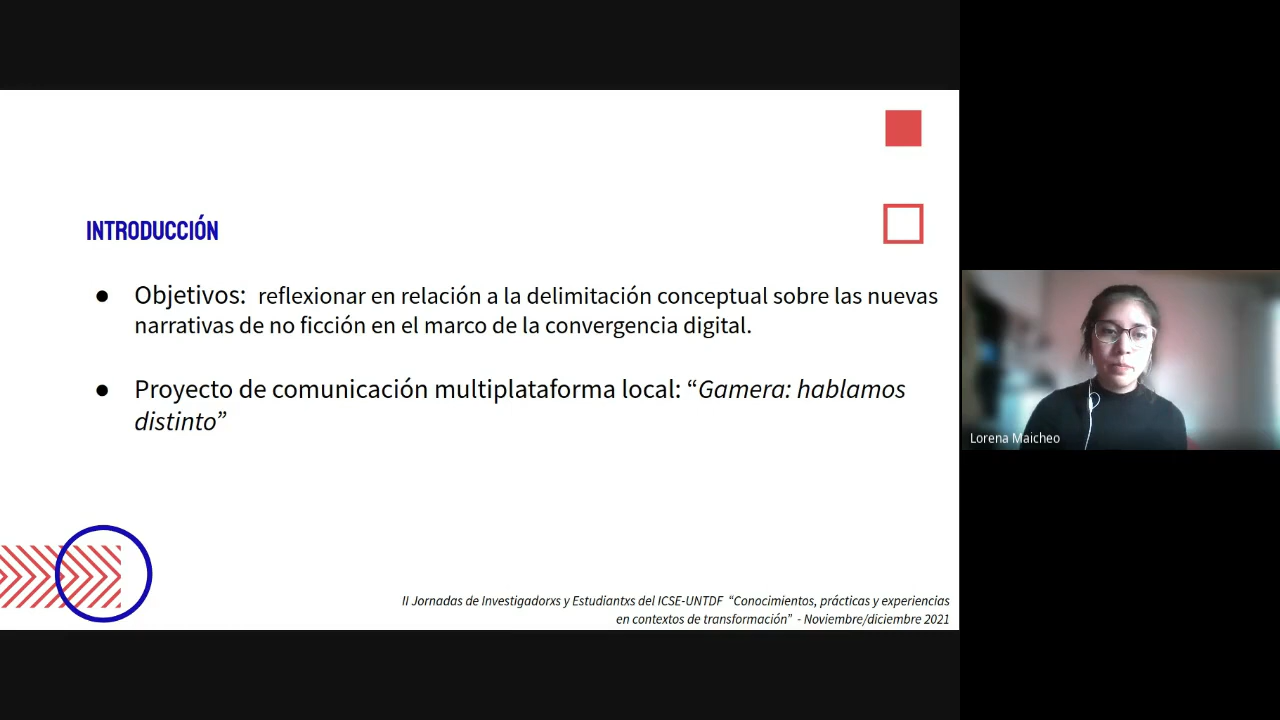 INTRODUCCIÓN
● Objetivos: reflexionar en relación a la delimitación conceptual sobre las nuevas
narrativas de no ficción en el marco de la convergencia digital.
● Proyecto de comunicación multiplataforma local: “Gamera: hablamos
distinto”
II Jornadas de Investigadorxs y Estudiantxs del ICSE-UNTDF “Conocimientos, prácticas y experiencias
en contextos de transformación” - Noviembre/diciembre 2021
Lorena Maicheo